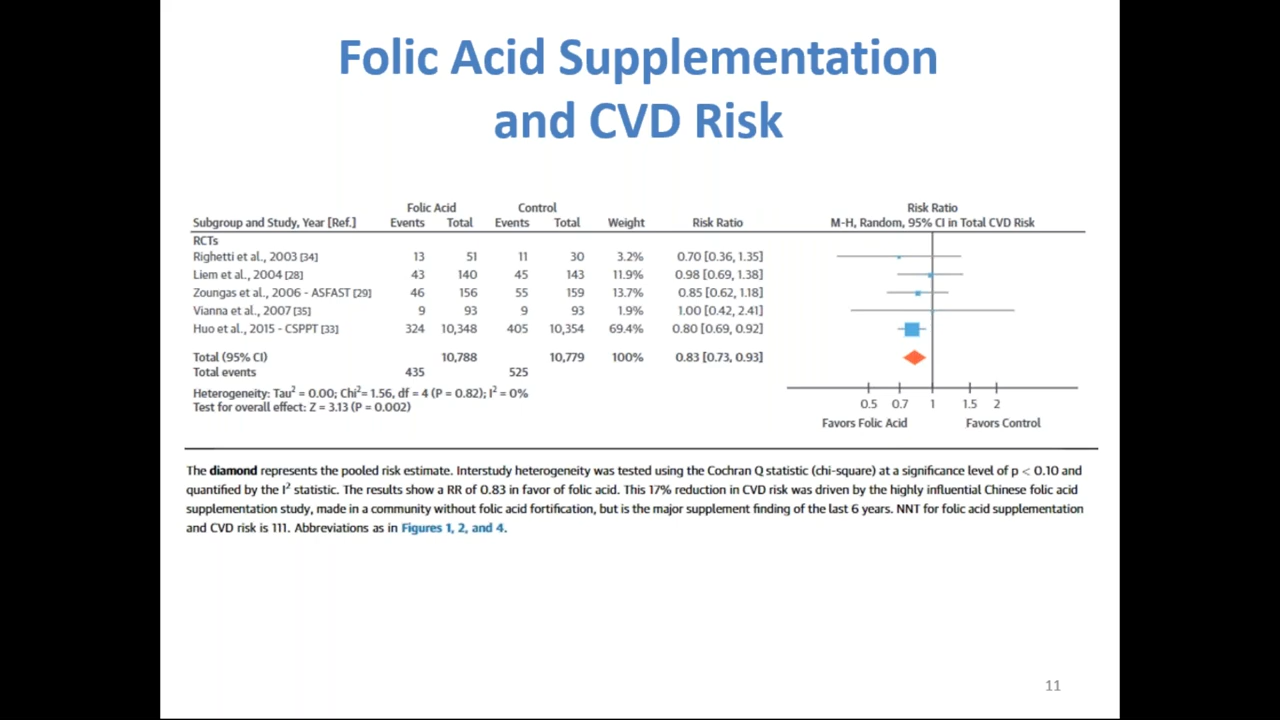 Folic Acid Supplementation
and CVD Risk
Folic Acid Control Risk Ratio
Subgroup and Study, Year [Ref.] Events Total Events Total Weight Risk Ratio M-H, Random, 95% CI in Total CVD Risk
RCTs
Righetti et al., 2003 [34] 13 51 11 30 3.2% 0.70 [0.36, 1.35]
Liem et al., 2004 [28] 43 140 45 143 11.9% 0.98 [0.69, 1.38]
Zoungas et al., 2006 - ASFAST [29] 46 156 55 159 13.7% 0.85 [0.62, 1.18]
Vianna et al., 2007 [35] 9 93 9 93 1.9% 1.00 [0.42, 2.41]
Huo et al., 2015 - CSPPT [33] 324 10,348 405 10,354 69.4% 0.80 [0.69, 0.92]
Total (95% CI) 10,788 10,779 100% 0.83 [0.73, 0.93]
Total events 435 525
Heterogeneity: Tau² = 0.00; Chi²= 1.56, df = 4 (P = 0.82); I² = 0%
Test for overall effect: Z = 3.13 (P = 0.002)
0.5 0.7 1 1.5 2
Favors Folic Acid Favors Control
The diamond represents the pooled risk estimate. Interstudy heterogeneity was tested using the Cochran Q statistic (chi-square) at a significance level of p < 0.10 and
quantified by the I² statistic. The results show a RR of 0.83 in favor of folic acid. This 17% reduction in CVD risk was driven by the highly influential Chinese folic acid
supplementation study, made in a community without folic acid fortification, but is the major supplement finding of the last 6 years. NNT for folic acid supplementation
and CVD risk is 111. Abbreviations as in Figures 1, 2, and 4.
11